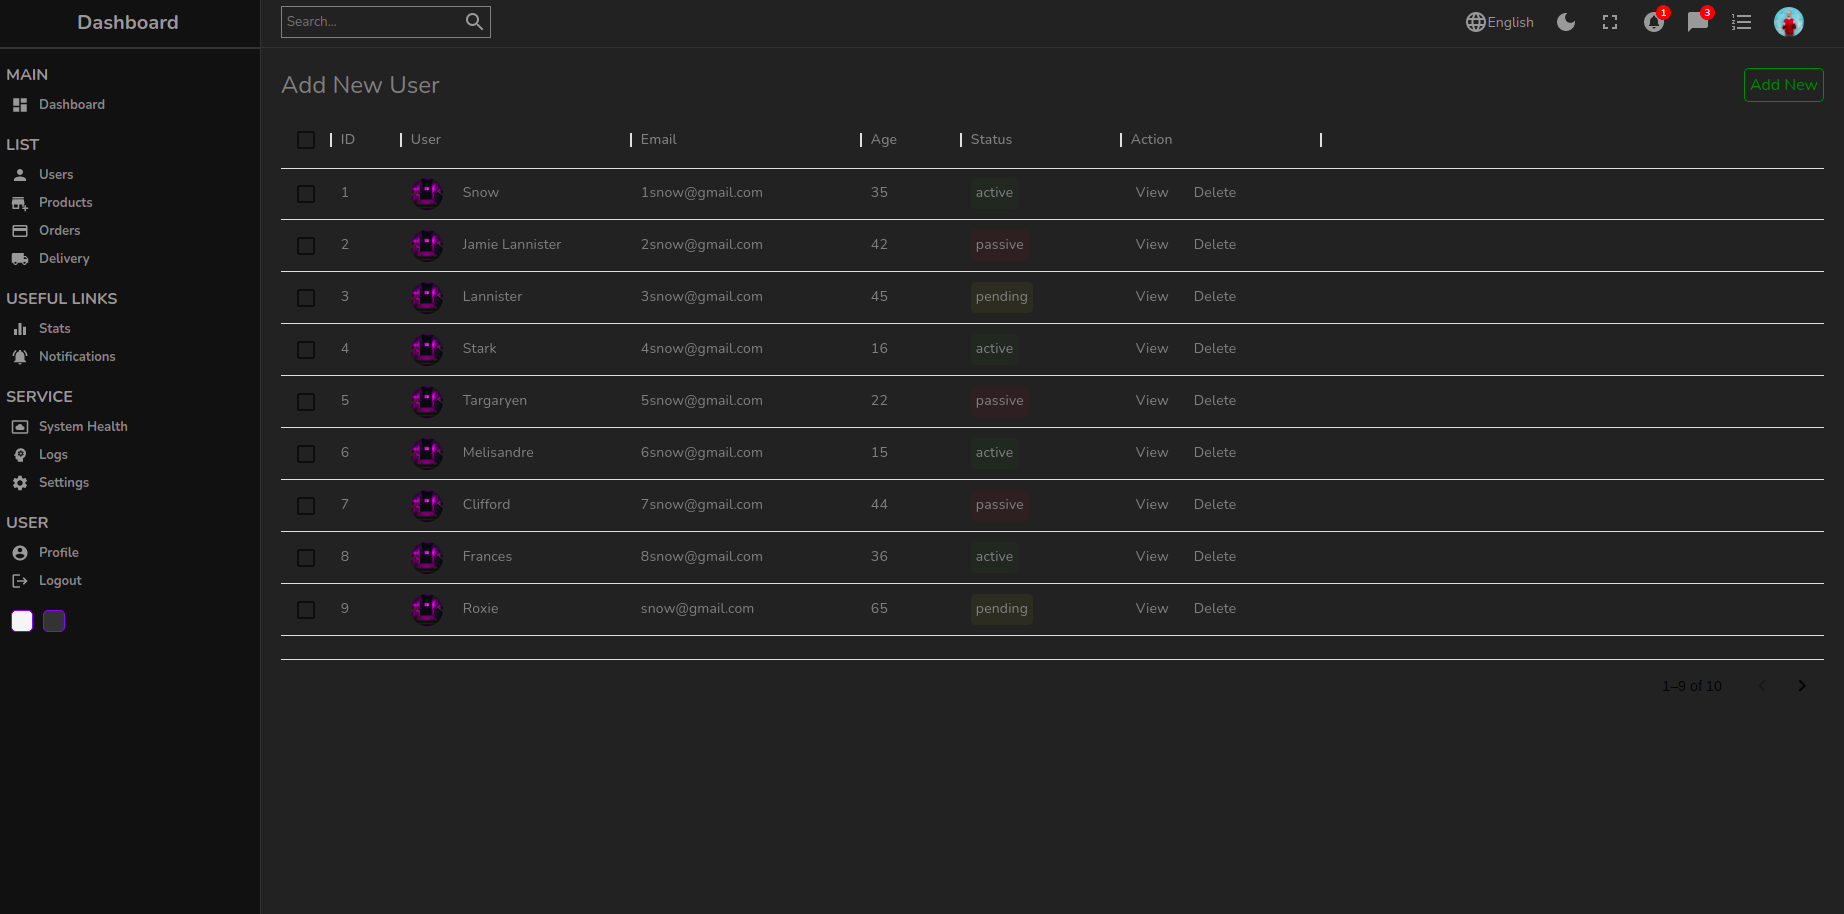 Dashboard
Search...
English
1
3
MAIN
Dashboard
LIST
Users
Products
Orders
Delivery
USEFUL LINKS
Stats
Notifications
SERVICE
System Health
Logs
Settings
USER
Profile
Logout
Add New User
Add New
ID User Email Age Status Action
1 Snow 1snow@gmail.com 35 active View Delete
2 Jamie Lannister 2snow@gmail.com 42 passive View Delete
3 Lannister 3snow@gmail.com 45 pending View Delete
4 Stark 4snow@gmail.com 16 active View Delete
5 Targaryen 5snow@gmail.com 22 passive View Delete
6 Melisandre 6snow@gmail.com 15 active View Delete
7 Clifford 7snow@gmail.com 44 passive View Delete
8 Frances 8snow@gmail.com 36 active View Delete
9 Roxie snow@gmail.com 65 pending View Delete
1–9 of 10